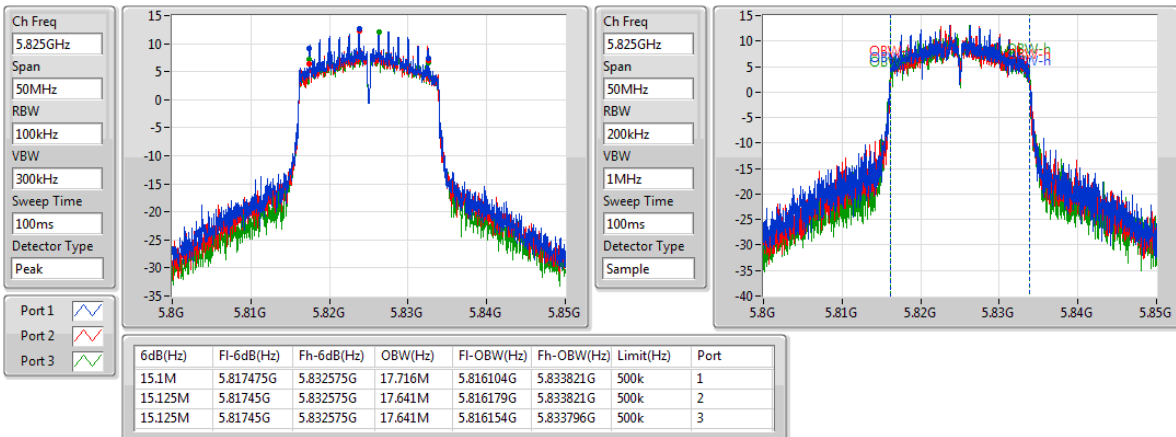 Ch Freq
5.825GHz
Span
50MHz
RBW
100kHz
VBW
300kHz
Sweep Time
100ms
Detector Type
Peak
15
10
5
0
-5
-10
-15
-20
-25
-30
-35
5.8G 5.81G 5.82G 5.83G 5.84G 5.85G
Ch Freq
5.825GHz
Span
50MHz
RBW
200kHz
VBW
1MHz
Sweep Time
100ms
Detector Type
Sample
15
10
5
0
-5
-10
-15
-20
-25
-30
-35
-40
5.8G 5.81G 5.82G 5.83G 5.84G 5.85G
Port 1
Port 2
Port 3
6dB(Hz) Fl-6dB(Hz) Fh-6dB(Hz) OBW(Hz) Fl-OBW(Hz) Fh-OBW(Hz) Limit(Hz) Port
15.1M 5.817475G 5.832575G 17.716M 5.816104G 5.833821G 500k 1
15.125M 5.81745G 5.832575G 17.641M 5.816179G 5.833821G 500k 2
15.125M 5.81745G 5.832575G 17.641M 5.816154G 5.833796G 500k 3